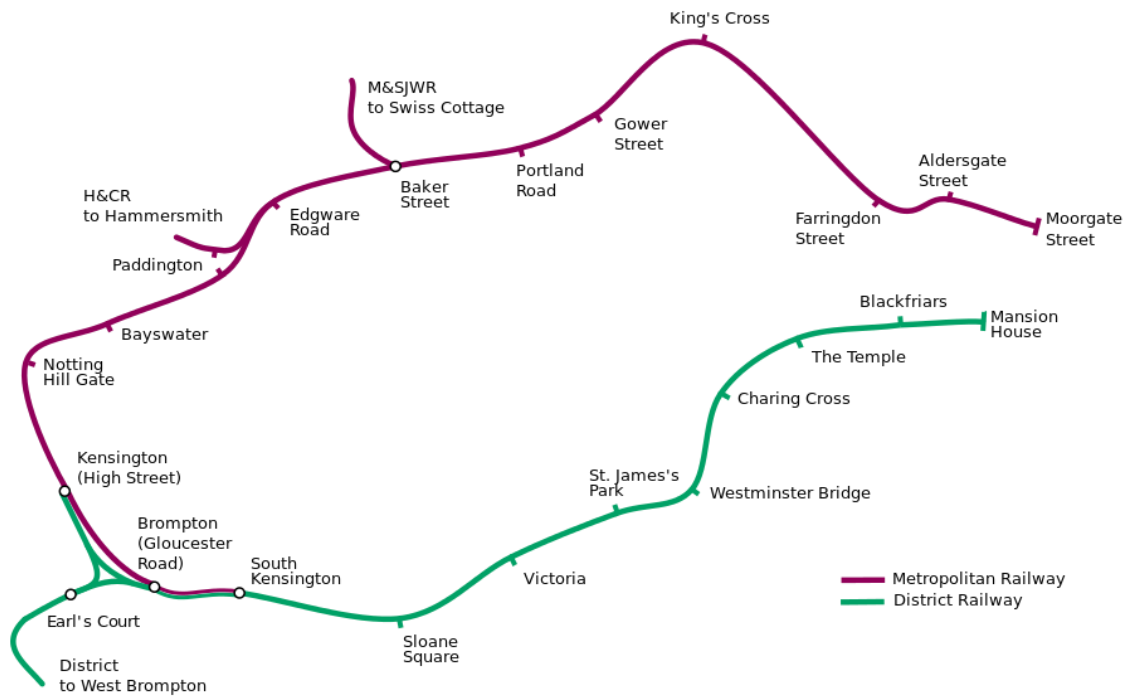 King's Cross
M&SJWR
to Swiss Cottage
Gower
Street
Aldersgate
Street
Portland
Road
Baker
Street
H&CR
to Hammersmith
Edgware
Road
Farringdon
Street
Moorgate
Street
Paddington
Blackfriars
Mansion
House
Bayswater
The Temple
Notting
Hill Gate
Charing Cross
Kensington
(High Street)
St. James's
Park
Westminster Bridge
Brompton
(Gloucester
Road)
South
Kensington
Victoria
Metropolitan Railway
District Railway
Earl's Court
Sloane
Square
District
to West Brompton